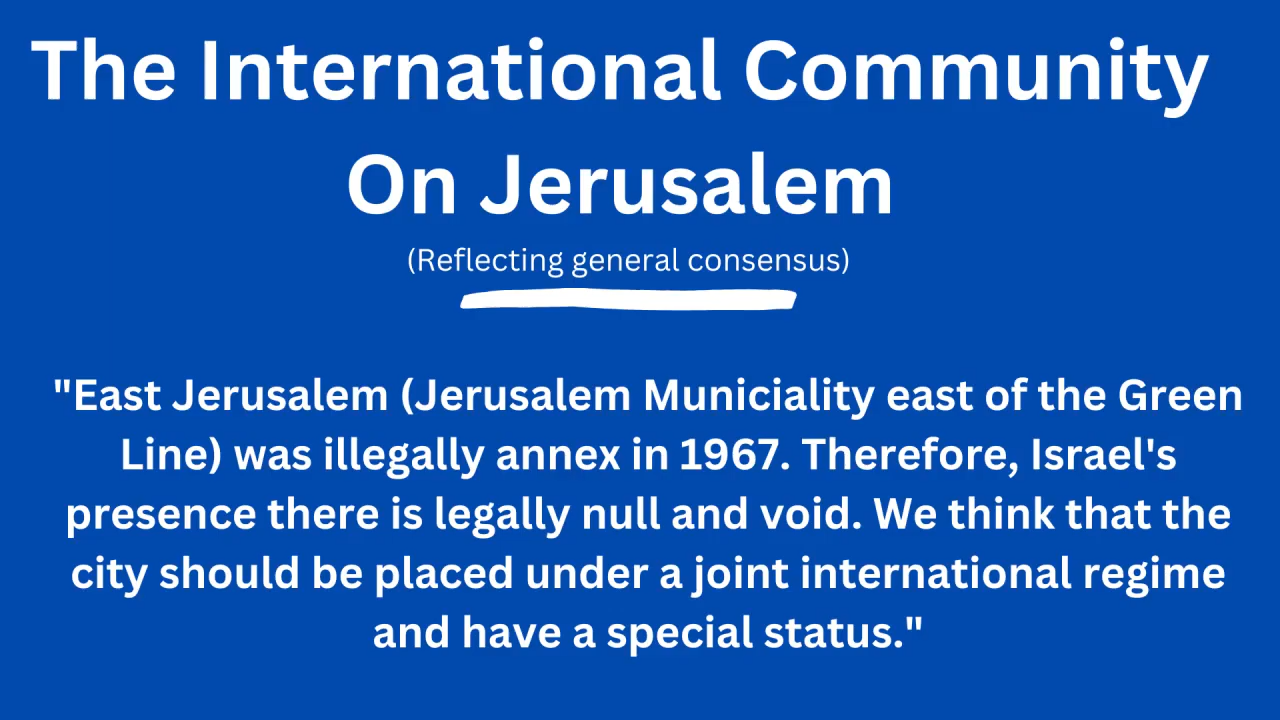 The International Community
On Jerusalem
(Reflecting general consensus)
"East Jerusalem (Jerusalem Municiality east of the Green
Line) was illegally annex in 1967. Therefore, Israel's
presence there is legally null and void. We think that the
city should be placed under a joint international regime
and have a special status."